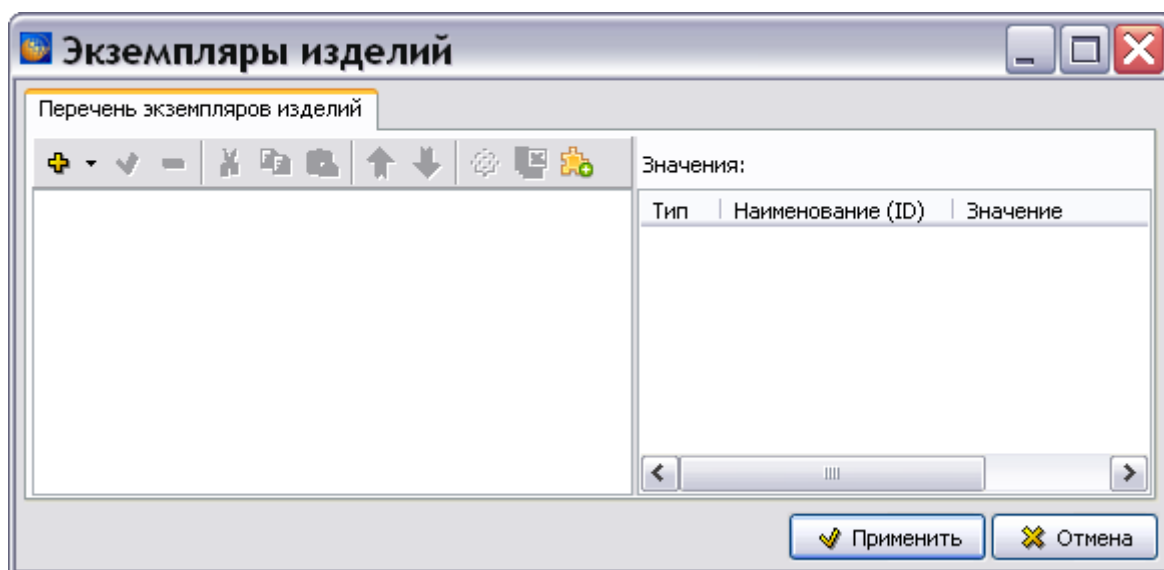 Экземпляры изделий
Перечень экземпляров изделий
Значения:
Тип Наименование (ID) Значение
Применить Отмена